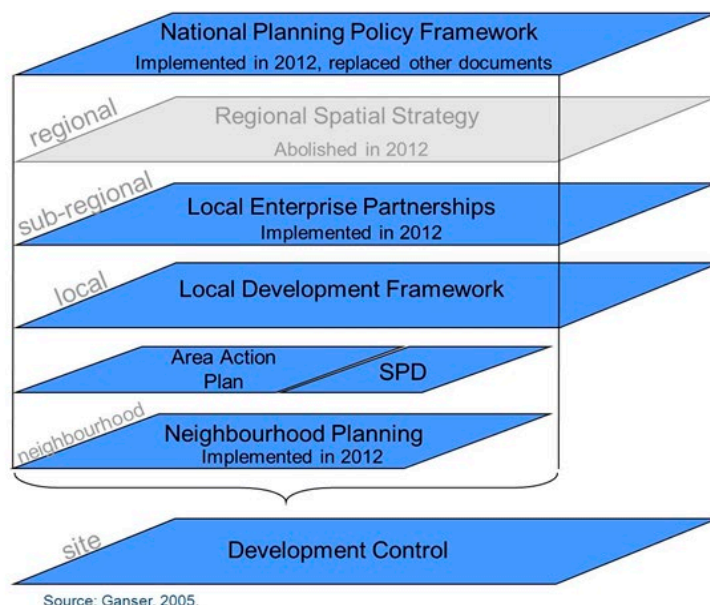 National Planning Policy Framework
Implemented in 2012, replaced other documents
regional
Regional Spatial Strategy
Abolished in 2012
sub-regional
Local Enterprise Partnerships
Implemented in 2012
local
Local Development Framework
Area Action
Plan
SPD
neighbourhood
Neighbourhood Planning
Implemented in 2012
site
Development Control
Source: Ganser, 2005.